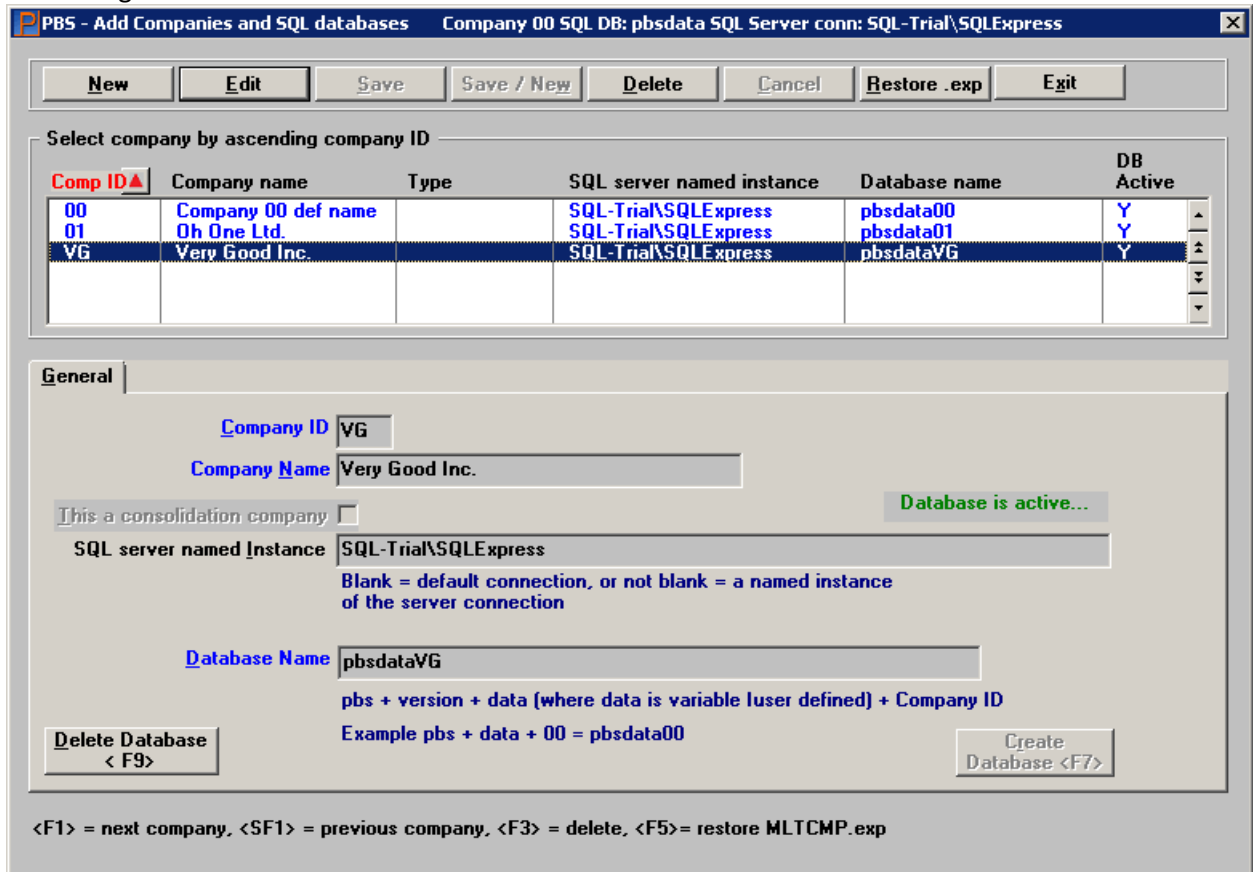 PBS - Add Companies and SQL databases Company 00 SQL DB: pbsdata SQL Server conn: SQL-Trial\SQLExpress
New Edit Save Save / New Delete Cancel Restore .exp Exit
Select company by ascending company ID
DB
Comp ID Company name Type SQL server named instance Database name Active
00 Company 00 def name SQL-Trial\SQLExpress pbsdata00 Y
01 Oh One Ltd. SQL-Trial\SQLExpress pbsdata01 Y
VG Very Good Inc. SQL-Trial\SQLExpress pbsdataVG Y
General
Company ID VG
Company Name Very Good Inc.
Database is active...
This a consolidation company
SQL server named Instance SQL-Trial\SQLExpress
Blank = default connection, or not blank = a named instance
of the server connection
Database Name pbsdataVG
pbs + version + data (where data is variable Iuser defined) + Company ID
Example pbs + data + 00 = pbsdata00
Delete Database
< F9>
Create
Database <F7>
<F1> = next company, <SF1> = previous company, <F3> = delete, <F5>= restore MLTCMP.exp